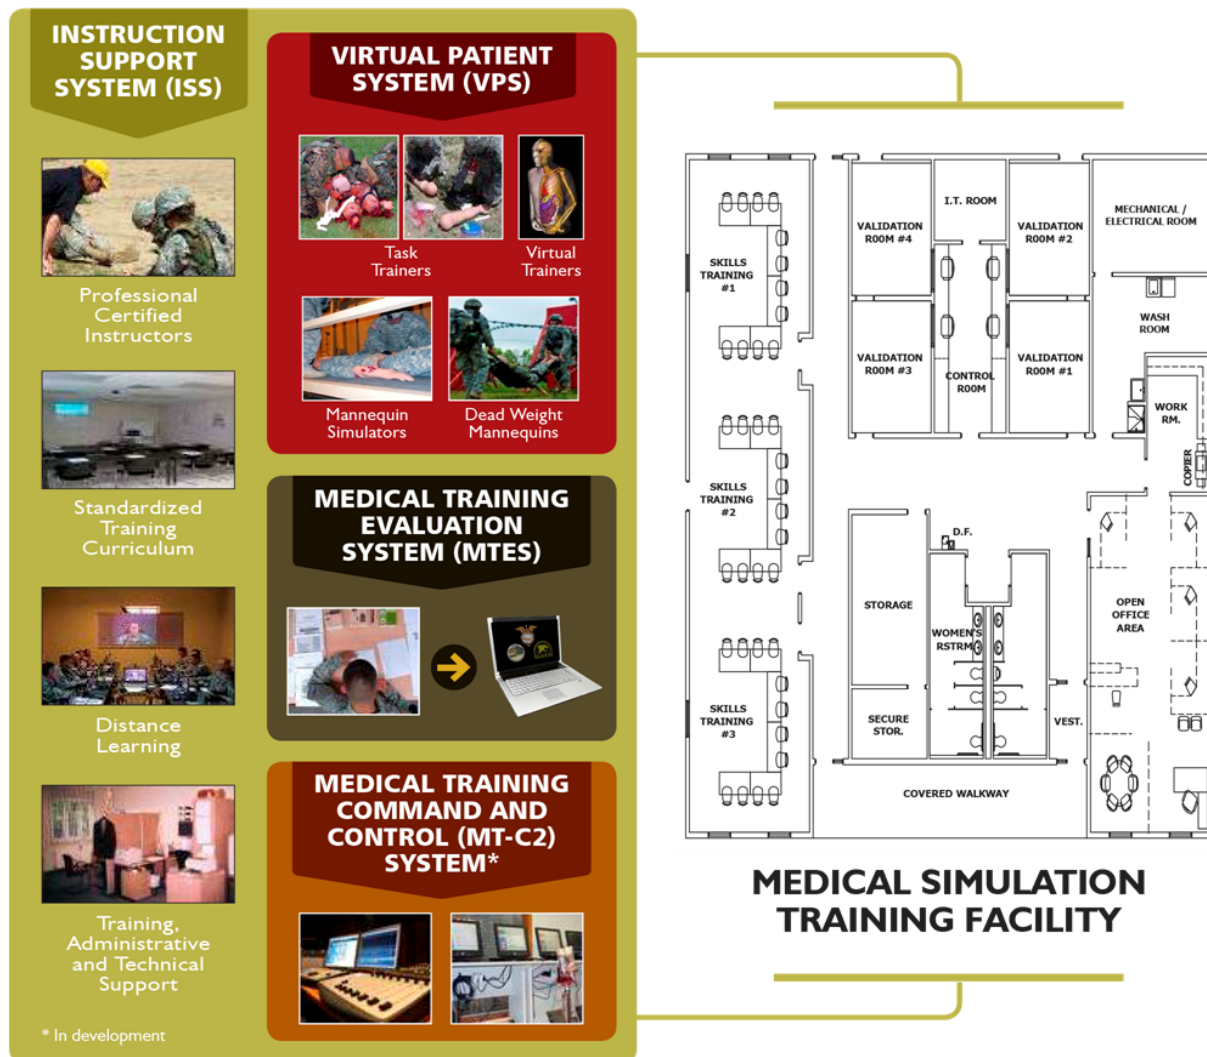 INSTRUCTION
SUPPORT
SYSTEM (ISS)
Professional
Certified
Instructors
Standardized
Training
Curriculum
Distance
Learning
Training,
Administrative
and Technical
Support
* In development
VIRTUAL PATIENT
SYSTEM (VPS)
Task
Trainers
Virtual
Trainers
Mannequin
Simulators
Dead Weight
Mannequins
MEDICAL TRAINING
EVALUATION
SYSTEM (MTES)
MEDICAL TRAINING
COMMAND AND
CONTROL (MT-C2)
SYSTEM*
SKILLS
TRAINING
#1
SKILLS
TRAINING
#2
SKILLS
TRAINING
#3
VALIDATION
ROOM #4
I.T. ROOM
VALIDATION
ROOM #2
MECHANICAL /
ELECTRICAL ROOM
VALIDATION
ROOM #3
CONTROL
ROOM
VALIDATION
ROOM #1
WASH
ROOM
WORK
RM.
COPIER
D.F.
STORAGE
WOMEN'S
RSTRM
OPEN
OFFICE
AREA
SECURE
STOR.
VEST.
COVERED WALKWAY
MEDICAL SIMULATION
TRAINING FACILITY